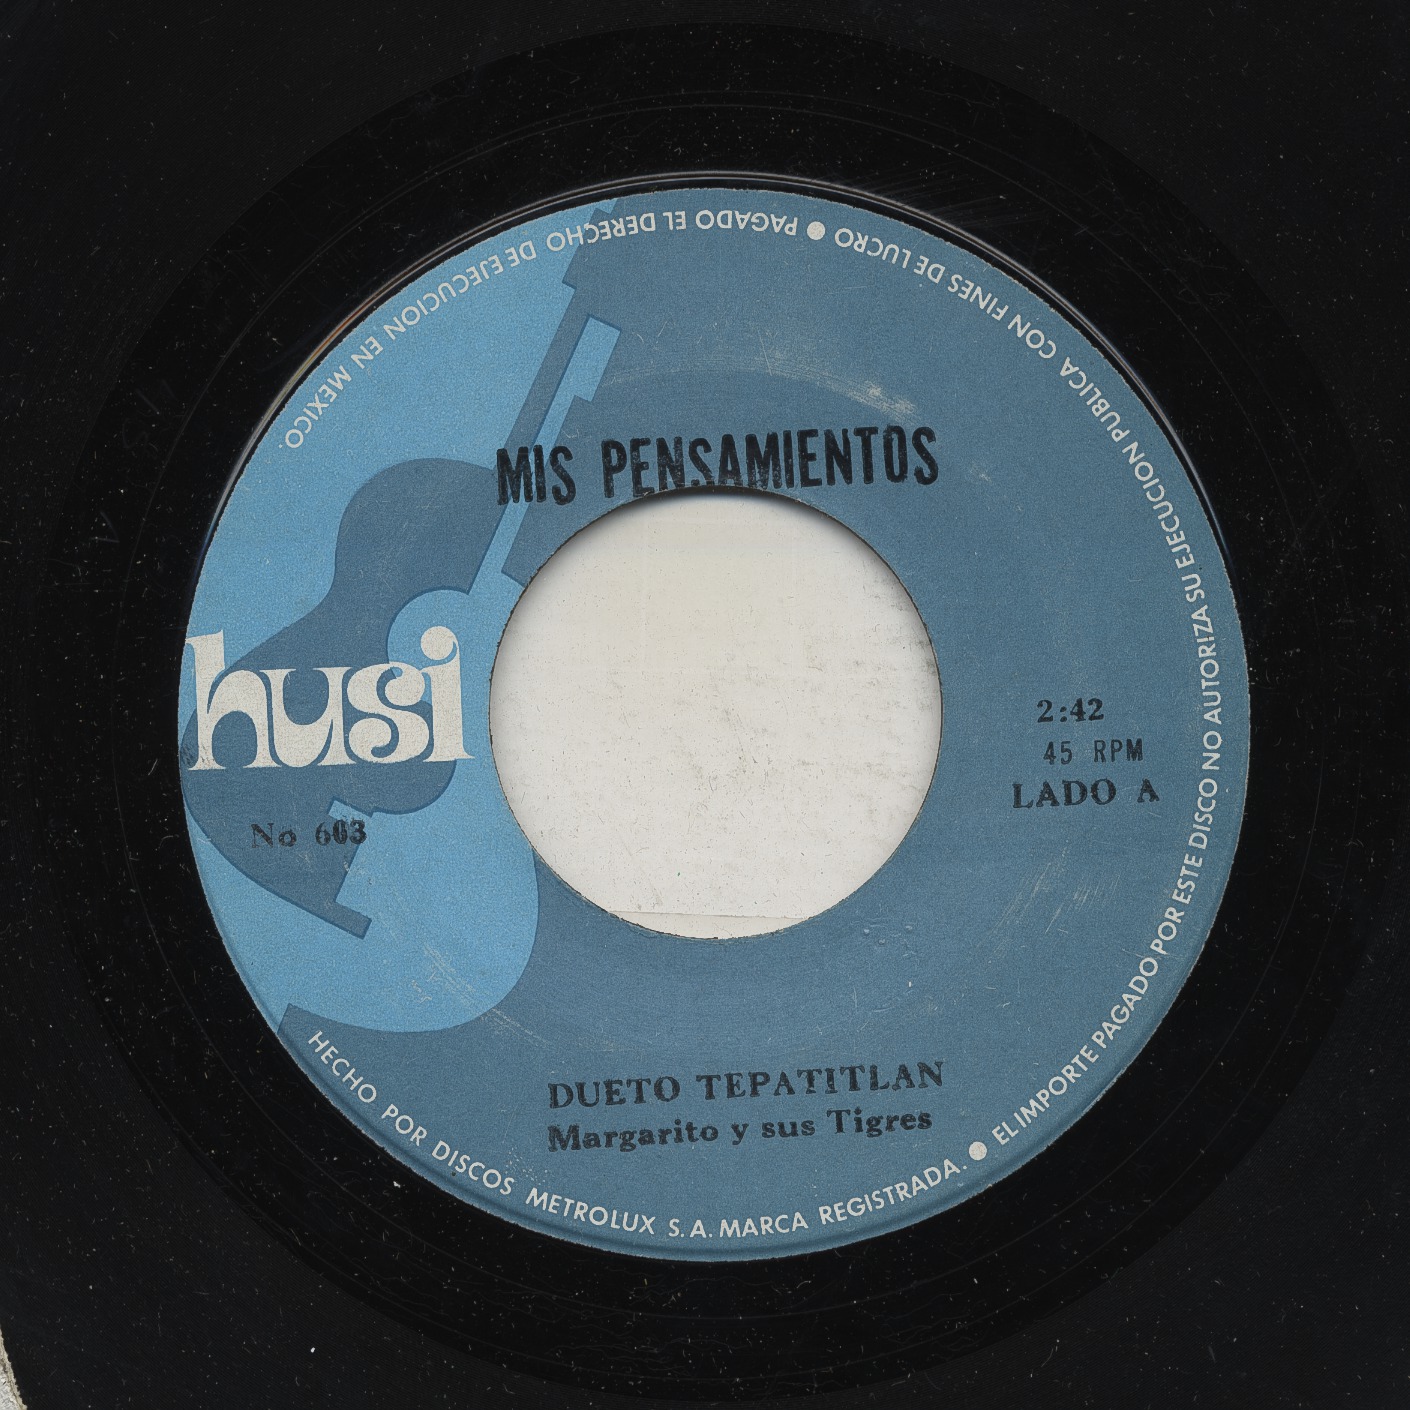 MIS PENSAMIENTOS
husi
No 603
2:42
45 RPM
LADO A
DUETO TEPATITLAN
Margarito y sus Tigres
HECHO POR DISCOS METROLUX S.A. MARCA REGISTRADA. ● EL IMPORTE PAGADO POR ESTE DISCO NO AUTORIZA SU EJECUCION PUBLICA CON FINES DE LUCRO ● PAGADO EL DERECHO DE EJECUCION EN MEXICO.